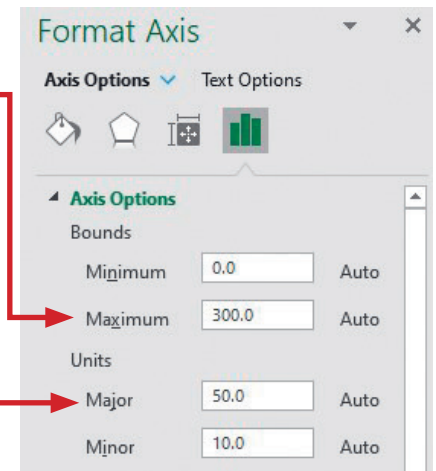 Format Axis
Axis Options Text Options
Axis Options
Bounds
Minimum 0.0 Auto
Maximum 300.0 Auto
Units
Major 50.0 Auto
Minor 10.0 Auto